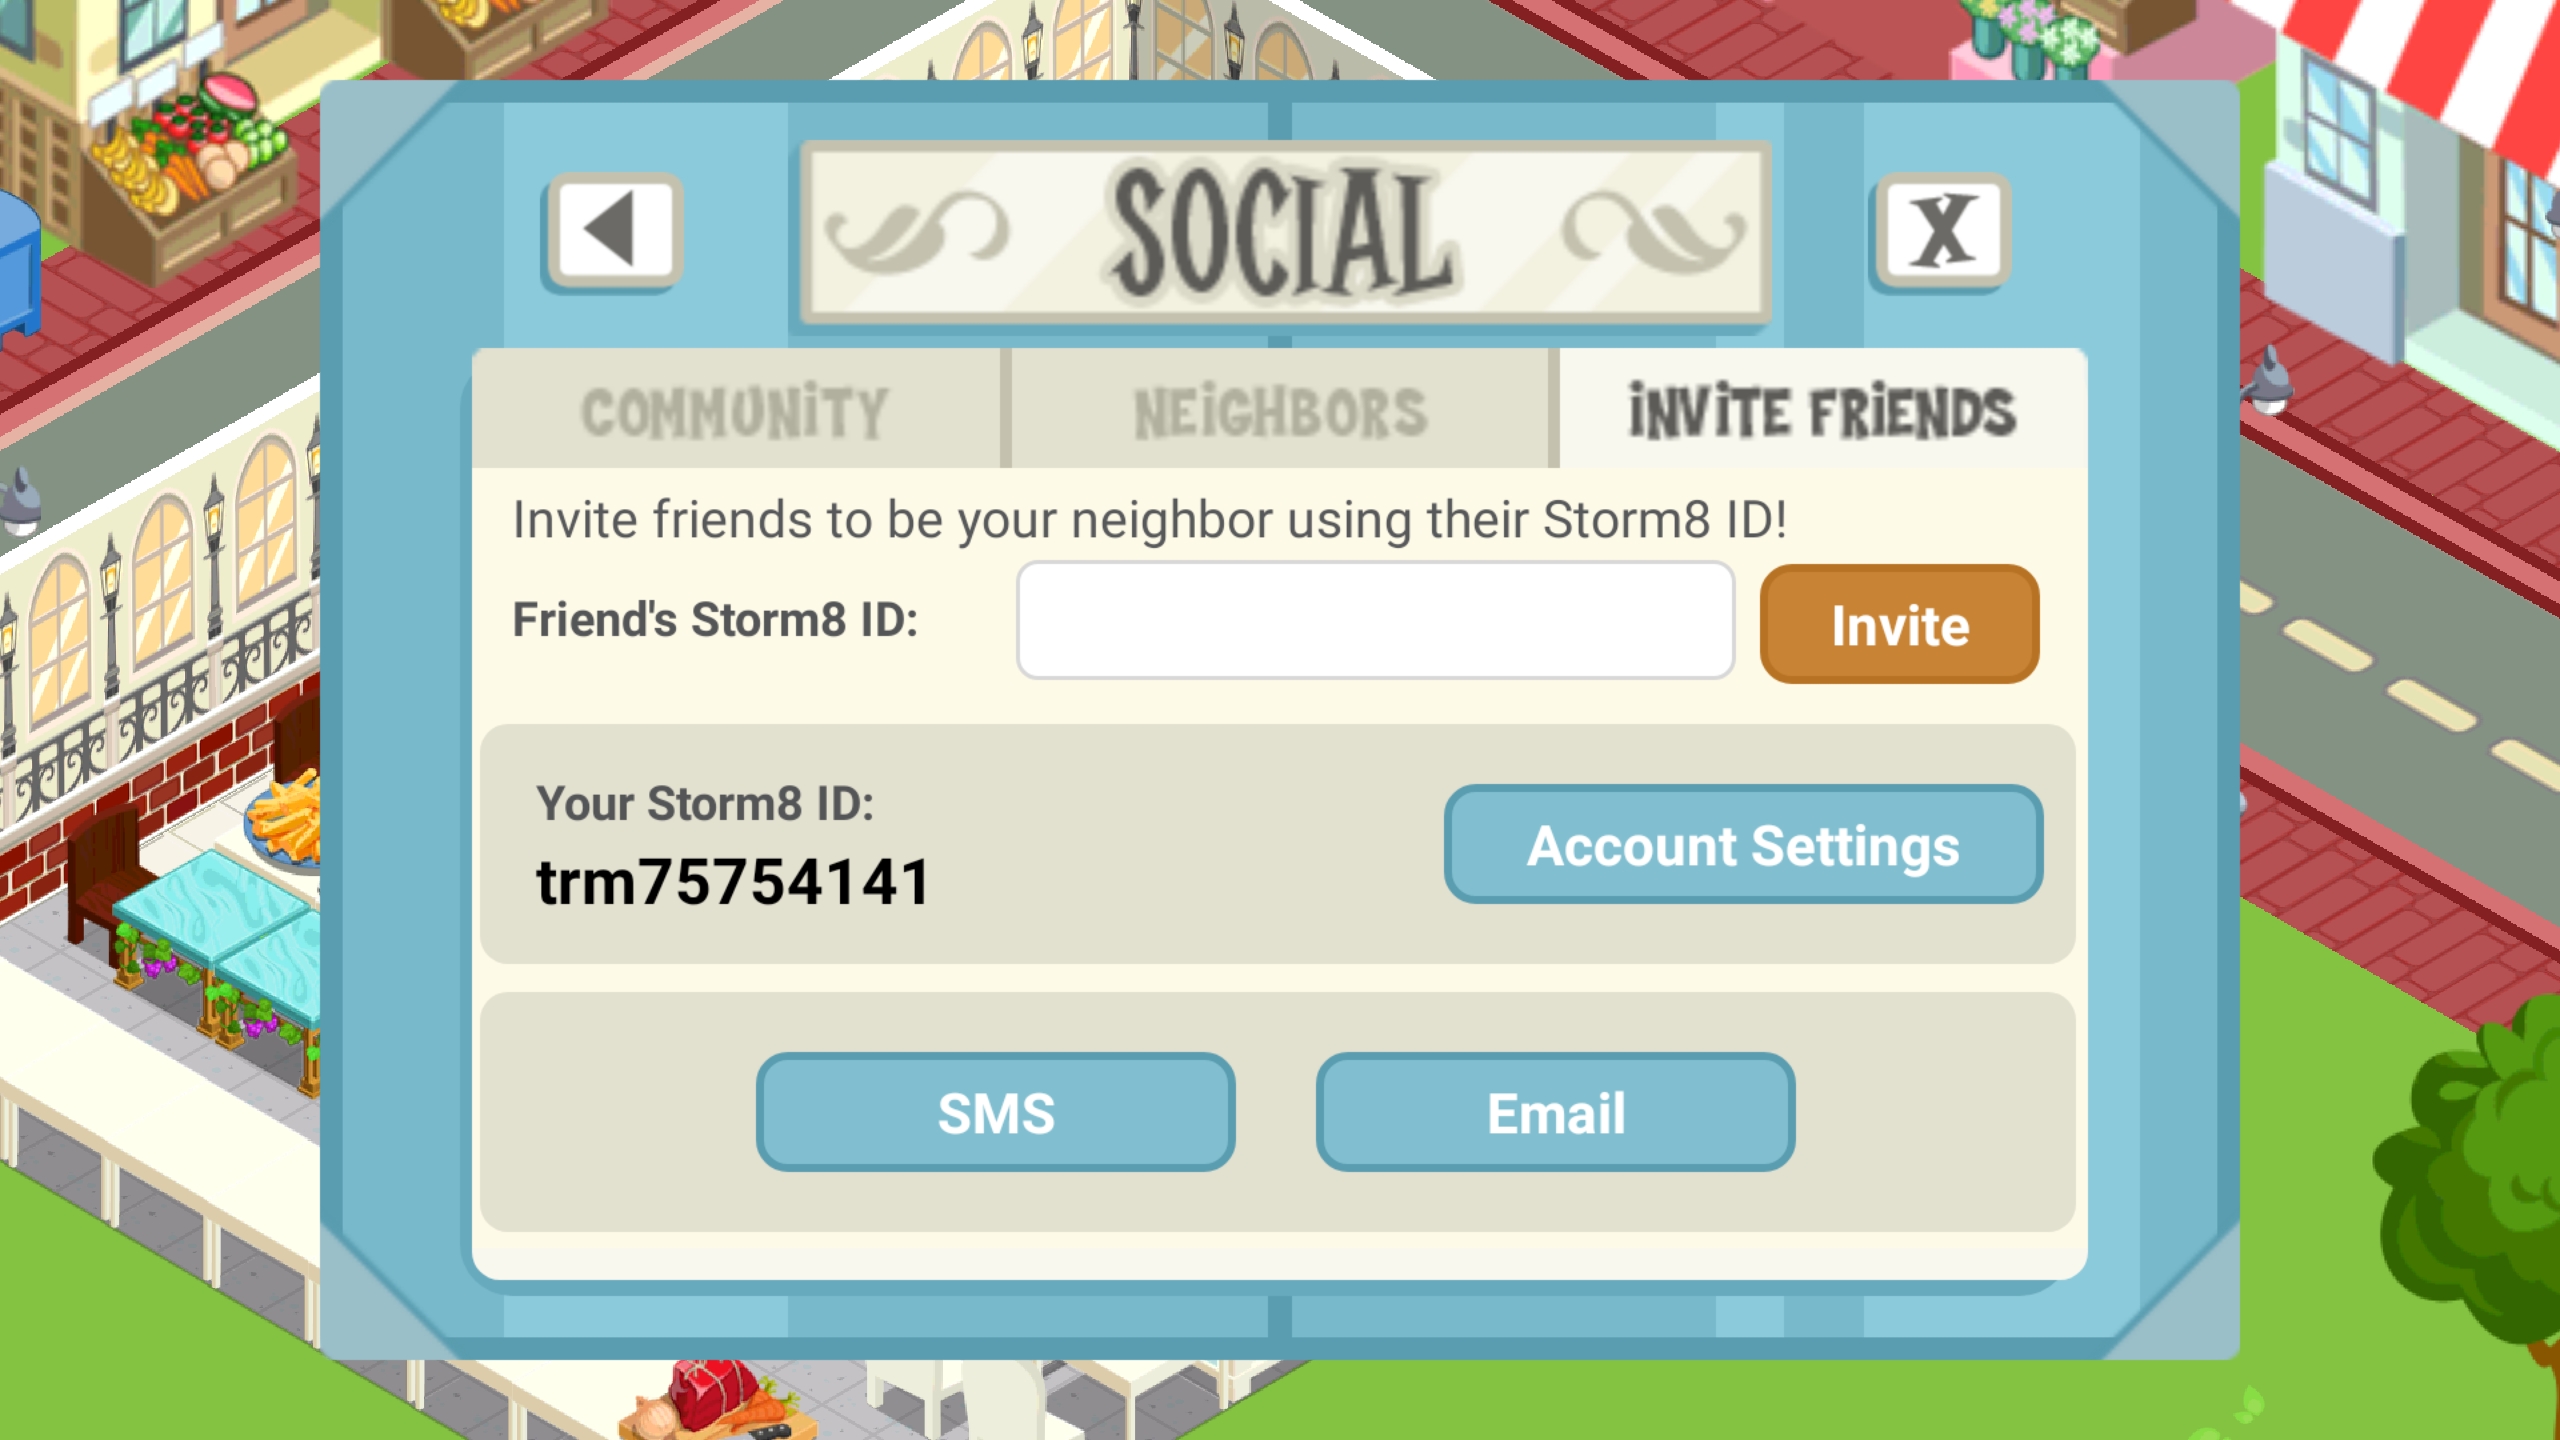 SOCIAL
X
COMMUNITY
NEIGHBORS
INVITE FRIENDS
Invite friends to be your neighbor using their Storm8 ID!
Friend's Storm8 ID:
Invite
Your Storm8 ID:
trm75754141
Account Settings
SMS
Email